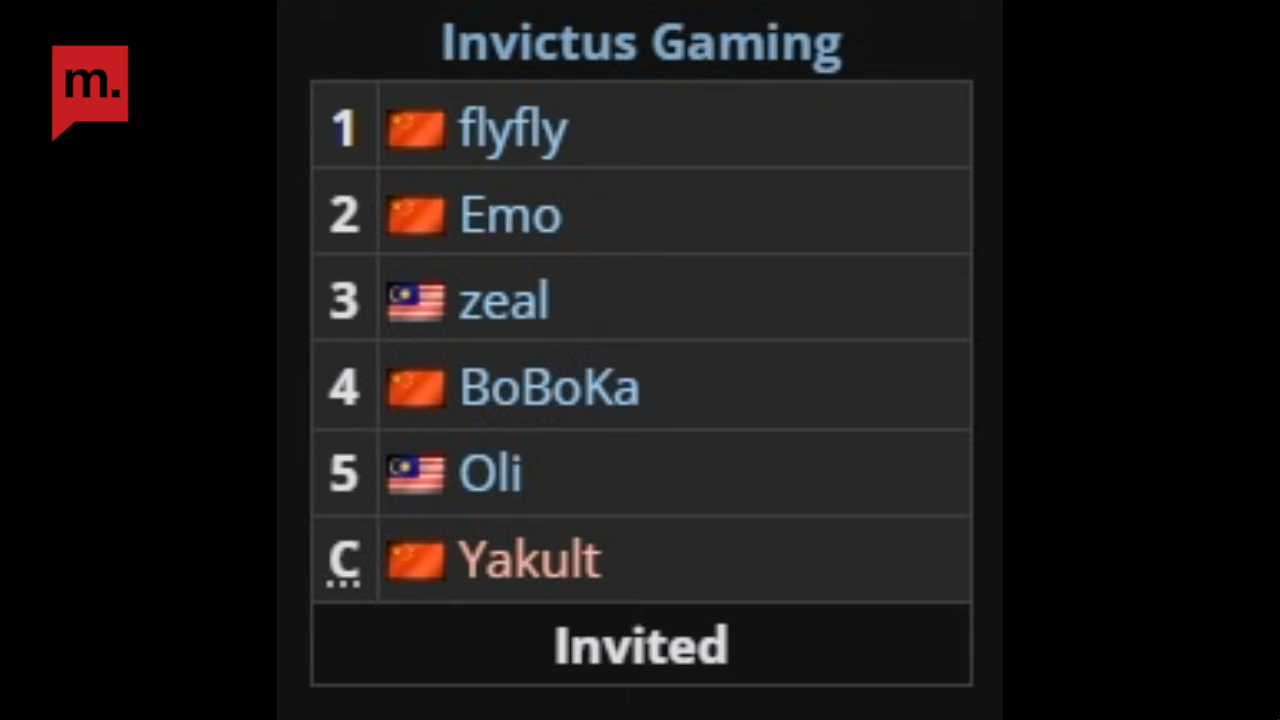 m.
Invictus Gaming
1 flyfly
2 Emo
3 zeal
4 BoBoKa
5 Oli
C Yakult
Invited